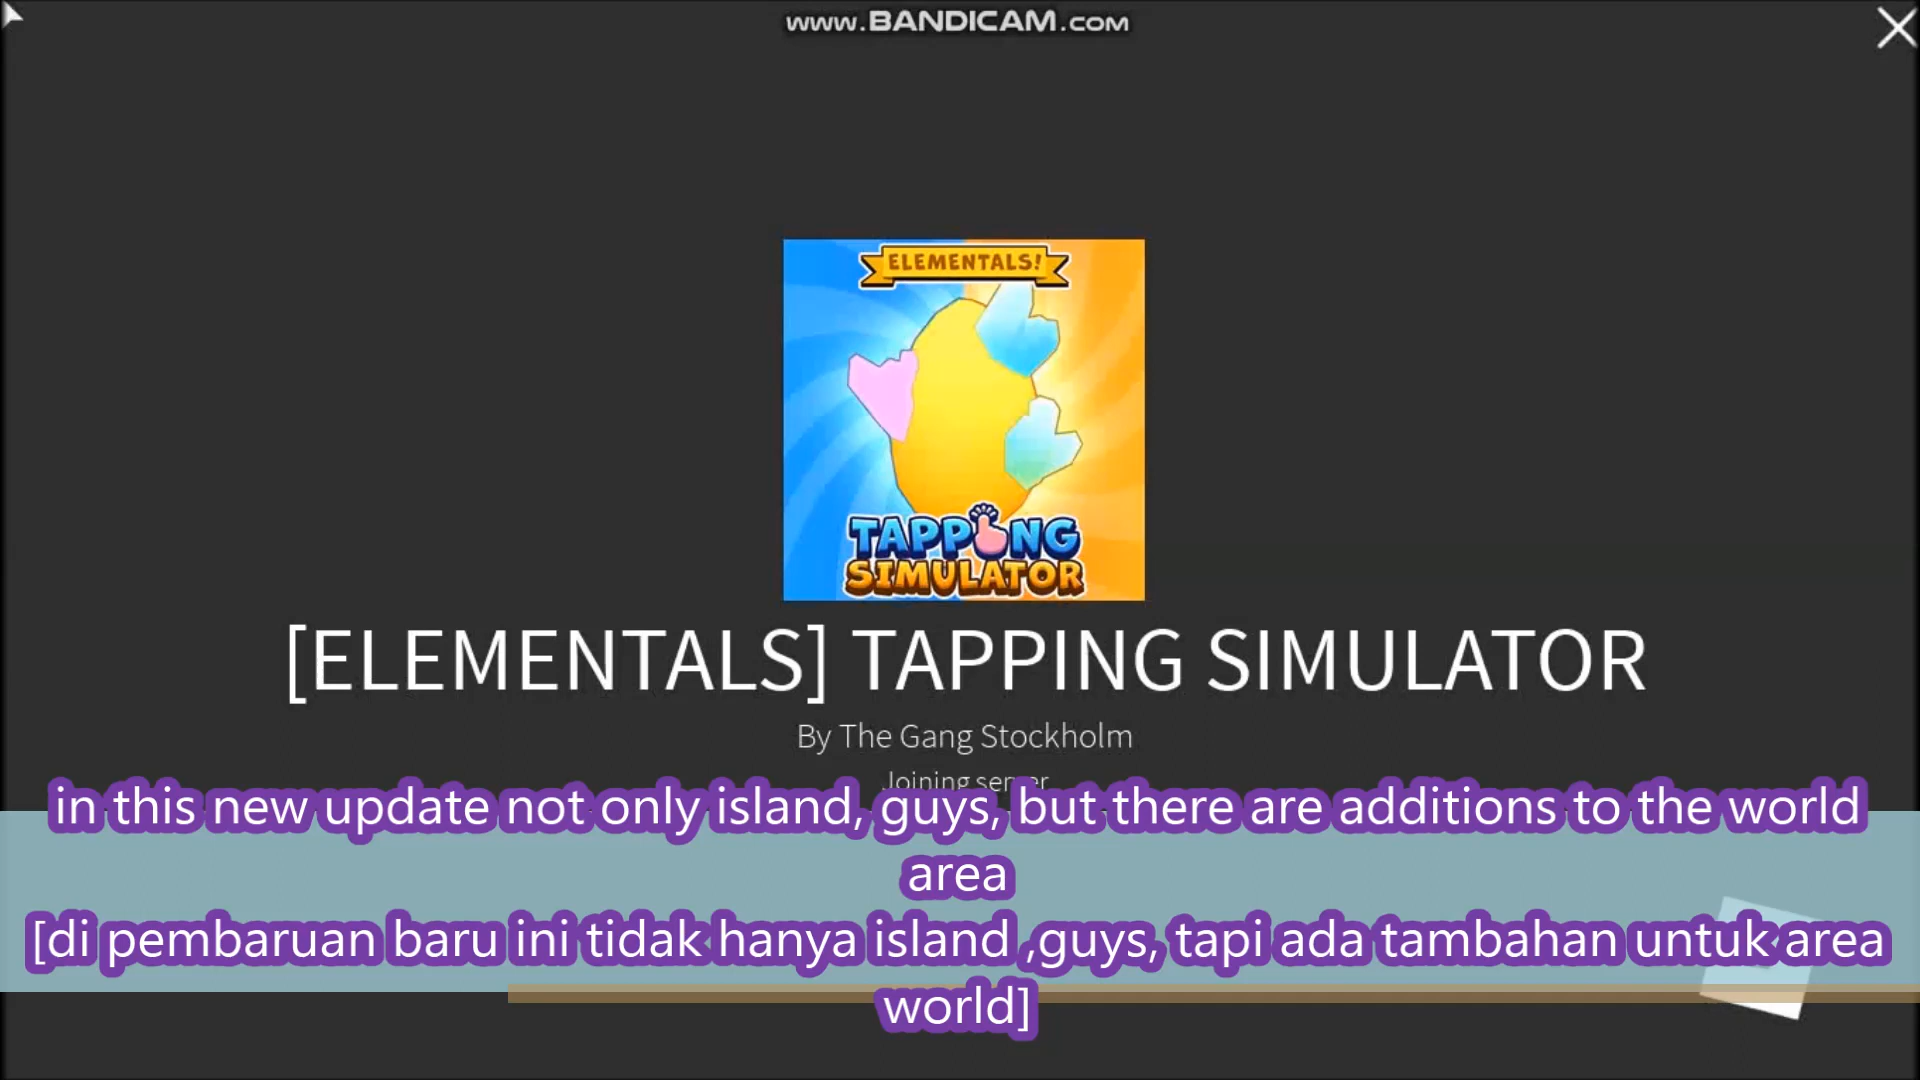 www.BANDICAM.com
ELEMENTALS!
TAPPING
SIMULATOR
[ELEMENTALS] TAPPING SIMULATOR
By The Gang Stockholm
Joining server
in this new update not only island, guys, but there are additions to the world
area
[di pembaruan baru ini tidak hanya island ,guys, tapi ada tambahan untuk area
world]